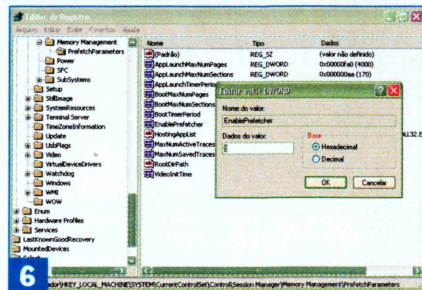 Editor do Registro
Arquivo Editar Exibir Favoritos Ajuda
Memory Management
PrefetchParameters
Power
SFC
SubSystems
Setup
StillImage
SystemResources
Terminal Server
TimeZoneInformation
Update
UsbFlags
Video
VirtualDeviceDrivers
Watchdog
Windows
WMI
WOW
Enum
Hardware Profiles
Services
LastKnownGoodRecovery
MountedDevices
Nome Tipo Dados
(Padrão) REG_SZ (valor não definido)
AppLaunchMaxNumPages REG_DWORD 0x00000fa0 (4000)
AppLaunchMaxNumSections REG_DWORD 0x000000aa (170)
AppLaunchTimerPeriod
BootMaxNumPages
BootMaxNumSections
BootTimerPeriod
EnablePrefetcher
HostingAppList
MaxNumActiveTraces
MaxNumSavedTraces
RootDirPath
VideoInitTime
Editar valor DWORD
Nome do valor:
EnablePrefetcher
Dados do valor:
Base
Hexadecimal
Decimal
OK Cancelar
6
ador\HKEY_LOCAL_MACHINE\SYSTEM\CurrentControlSet\Control\Session Manager\Memory Management\PrefetchParameters